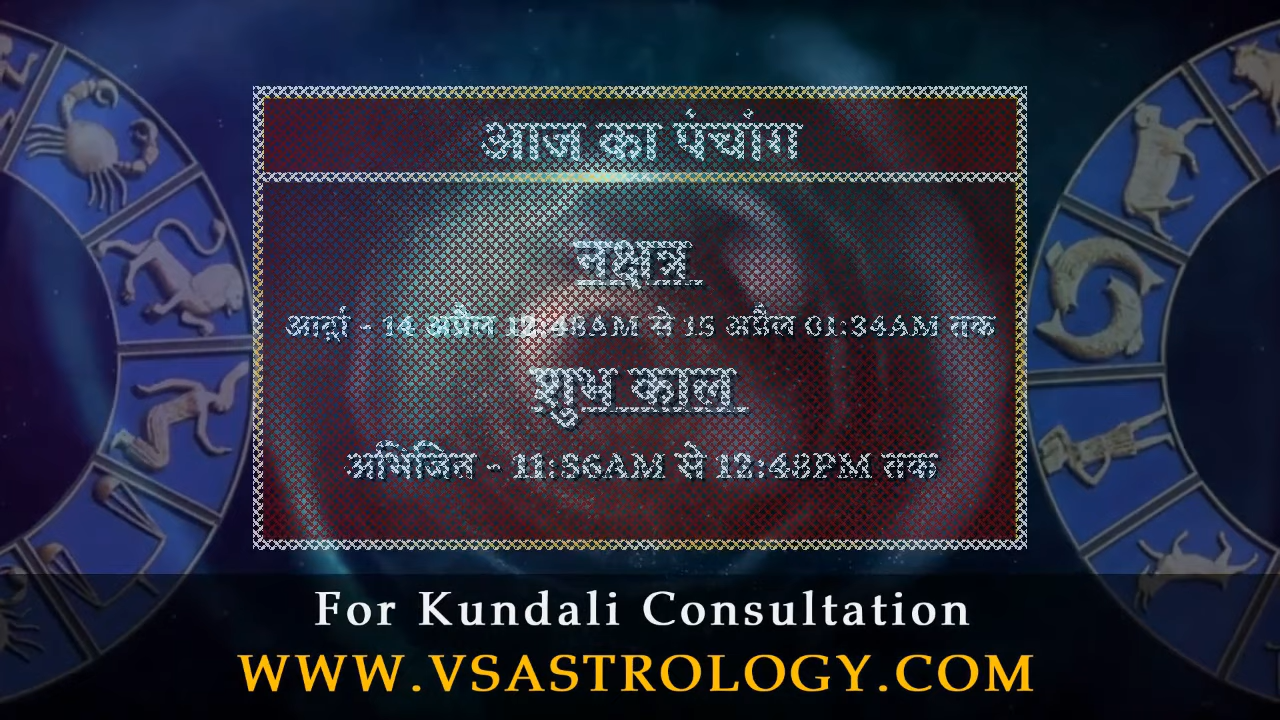 आज का पंचांग
नक्षत्र
आर्द्रा - 14 अप्रैल 12:48AM से 15 अप्रैल 01:34AM तक
शुभ काल
अभिजित - 11:56AM से 12:48PM तक
For Kundali Consultation
WWW.VSASTROLOGY.COM